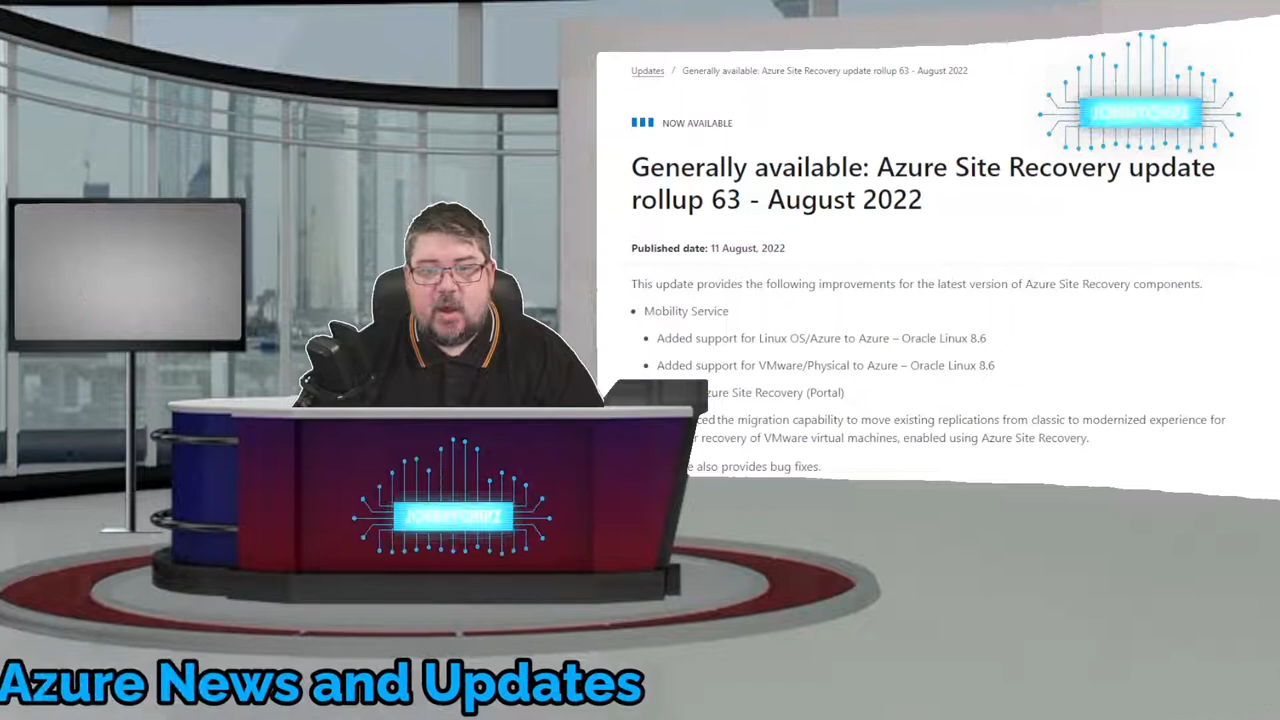 Updates / Generally available: Azure Site Recovery update rollup 63 - August 2022
NOW AVAILABLE
Generally available: Azure Site Recovery update
rollup 63 - August 2022
Published date: 11 August, 2022
This update provides the following improvements for the latest version of Azure Site Recovery components.
Mobility Service
Added support for Linux OS/Azure to Azure – Oracle Linux 8.6
Added support for VMware/Physical to Azure – Oracle Linux 8.6
Site Recovery (Portal)
the migration capability to move existing replications from classic to modernized experience for
recovery of VMware virtual machines, enabled using Azure Site Recovery.
also provides bug fixes.
Azure News and Updates